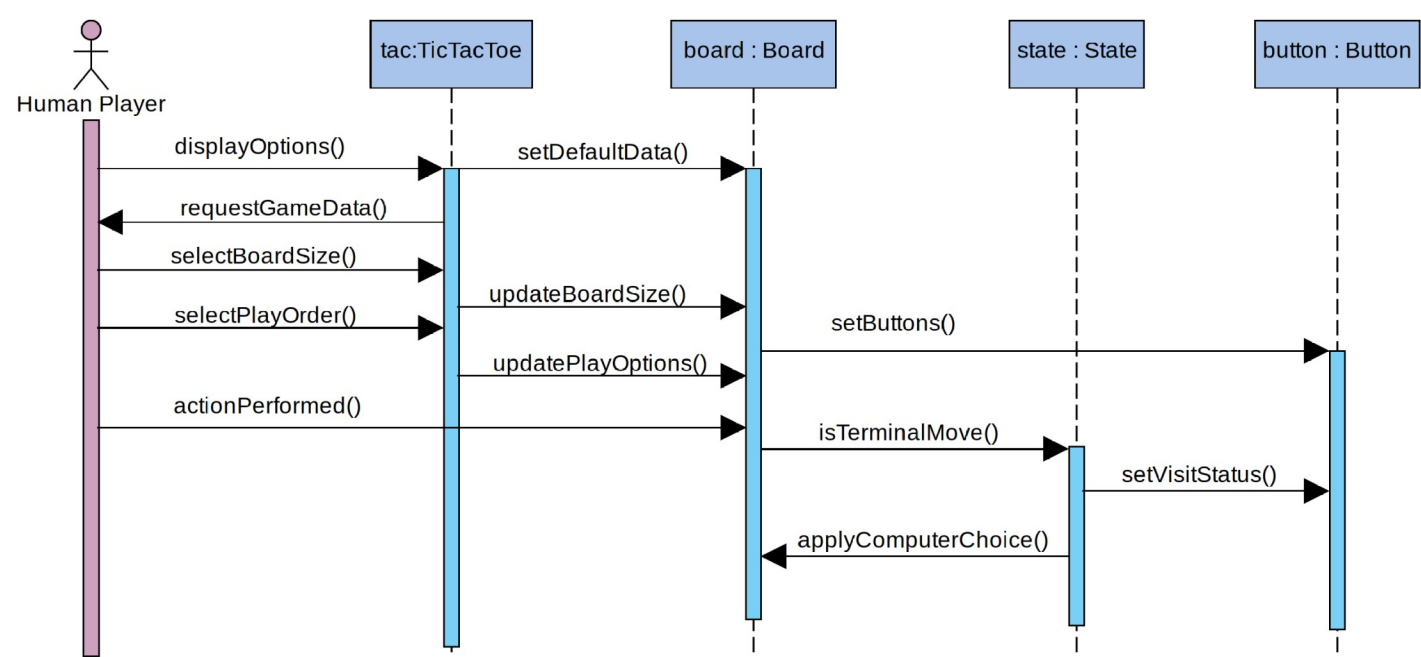 tac:TicTacToe
board : Board
state : State
button : Button
Human Player
displayOptions()
setDefaultData()
requestGameData()
selectBoardSize()
updateBoardSize()
selectPlayOrder()
setButtons()
updatePlayOptions()
actionPerformed()
isTerminalMove()
setVisitStatus()
applyComputerChoice()